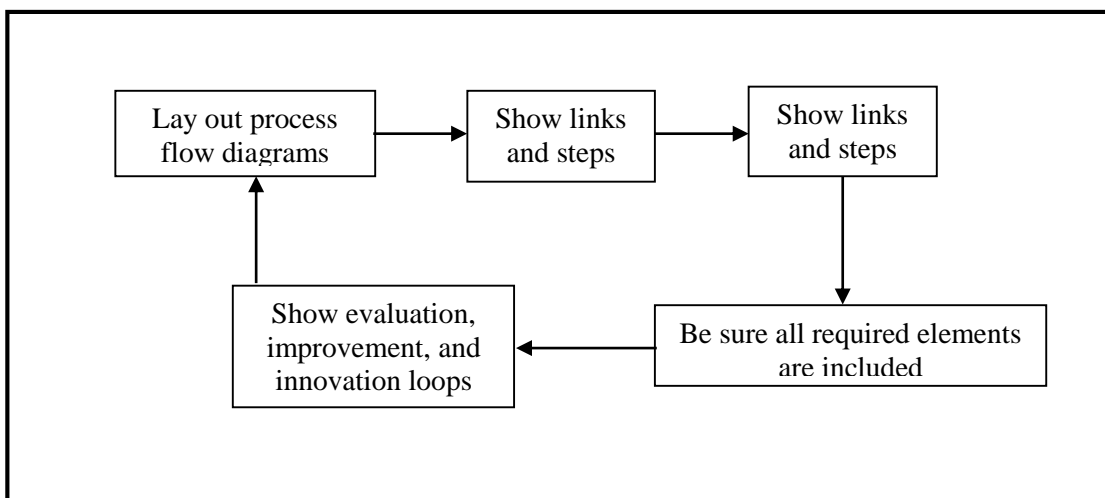 Lay out process
flow diagrams
Show links
and steps
Show links
and steps
Be sure all required elements
are included
Show evaluation,
improvement, and
innovation loops